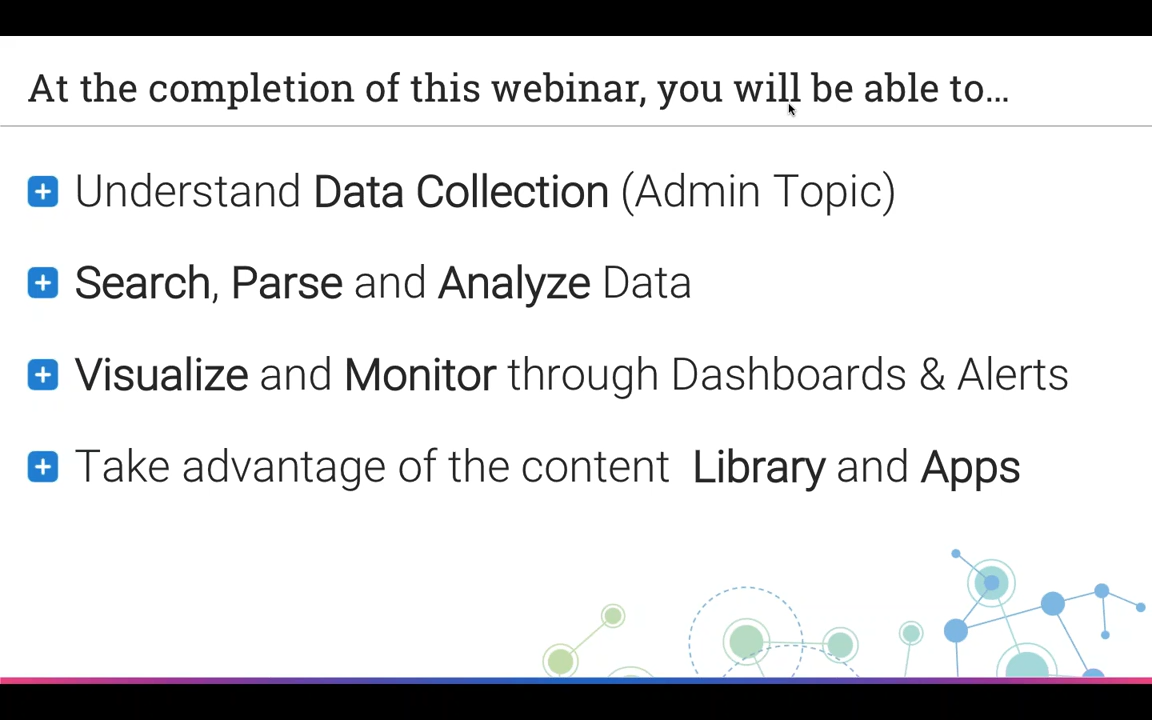 At the completion of this webinar, you will be able to...
Understand Data Collection (Admin Topic)
Search, Parse and Analyze Data
Visualize and Monitor through Dashboards & Alerts
Take advantage of the content Library and Apps